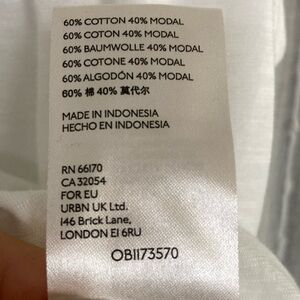 60% COTTON 40% MODAL
60% COTON 40% MODAL
60% BAUMWOLLE 40% MODAL
60% COTONE 40% MODAL
60% ALGODÓN 40% MODAL
60% 棉 40% 莫代尔
MADE IN INDONESIA
HECHO EN INDONESIA
RN 66170
CA 32054
FOR EU
URBN UK Ltd.
146 Brick Lane,
LONDON E1 6RU
OB1173570